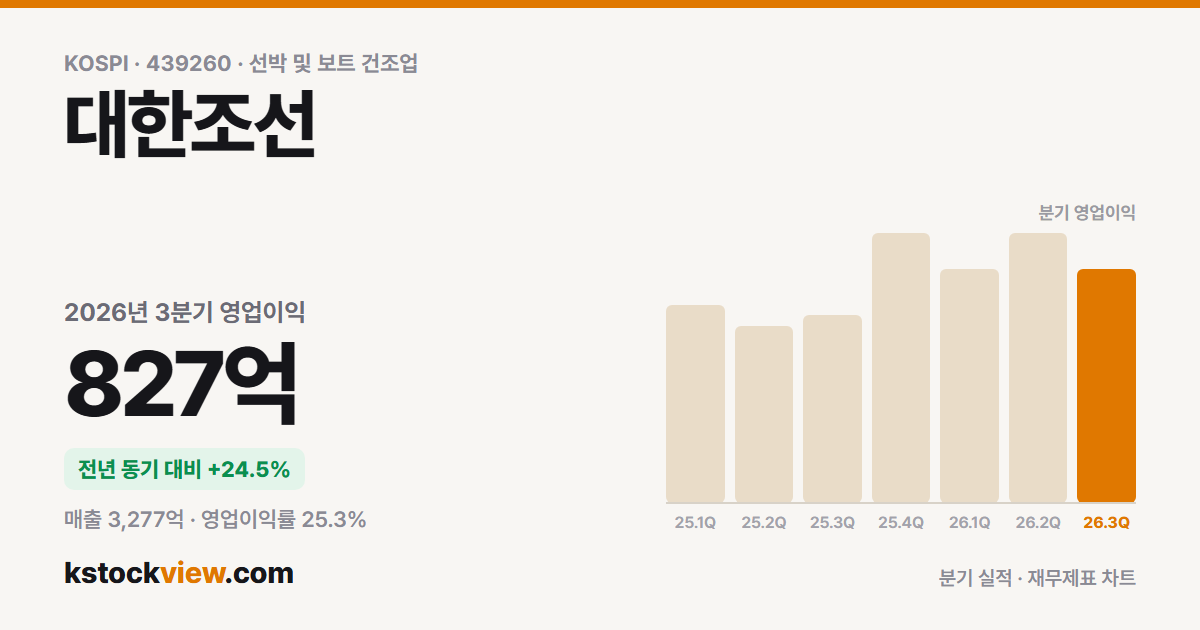 KOSPI · 439260 · 선박 및 보트 건조업
대한조선
분기 영업이익
2026년 3분기 영업이익
827억
전년 동기 대비 +24.5%
매출 3,277억 · 영업이익률 25.3%
25.1Q 25.2Q 25.3Q 25.4Q 26.1Q 26.2Q 26.3Q
kstockview.com
분기 실적 · 재무제표 차트